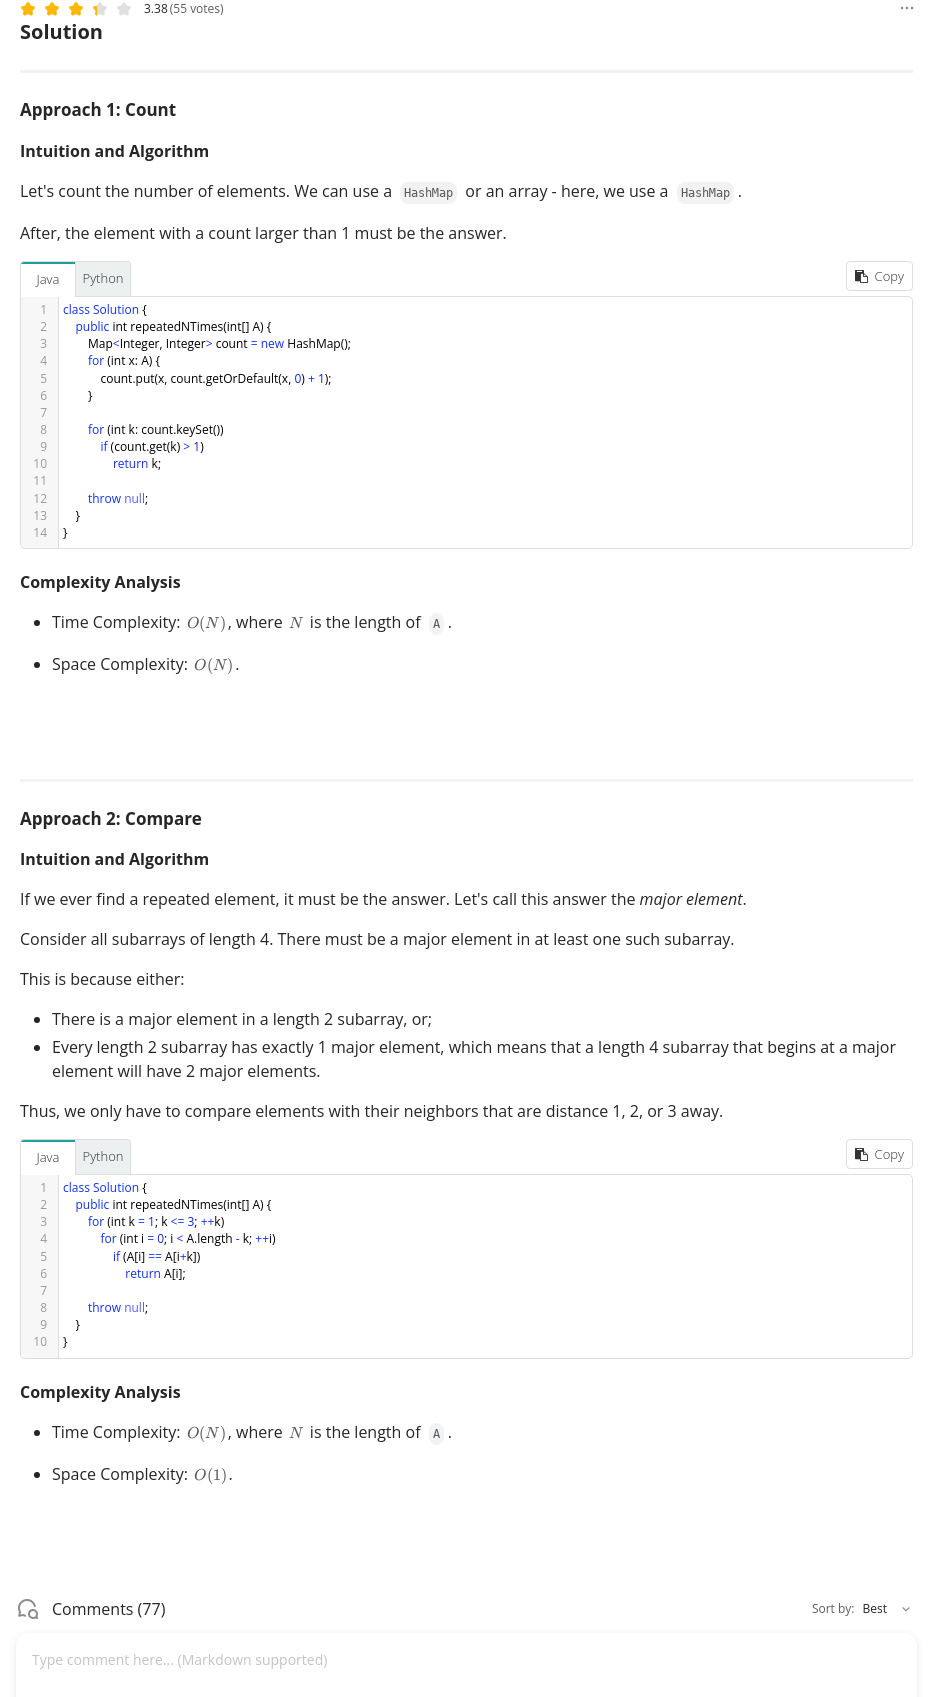 3.38 (55 votes)
...
Solution
Approach 1: Count
Intuition and Algorithm
Let's count the number of elements. We can use a HashMap or an array - here, we use a HashMap .
After, the element with a count larger than 1 must be the answer.
Java Python Copy
1 class Solution {
2     public int repeatedNTimes(int[] A) {
3         Map<Integer, Integer> count = new HashMap();
4         for (int x: A) {
5             count.put(x, count.getOrDefault(x, 0) + 1);
6         }
7
8         for (int k: count.keySet())
9             if (count.get(k) > 1)
10                 return k;
11
12         throw null;
13     }
14 }
Complexity Analysis
• Time Complexity: O(N), where N is the length of A .
• Space Complexity: O(N).
Approach 2: Compare
Intuition and Algorithm
If we ever find a repeated element, it must be the answer. Let's call this answer the major element.
Consider all subarrays of length 4. There must be a major element in at least one such subarray.
This is because either:
• There is a major element in a length 2 subarray, or;
• Every length 2 subarray has exactly 1 major element, which means that a length 4 subarray that begins at a major
element will have 2 major elements.
Thus, we only have to compare elements with their neighbors that are distance 1, 2, or 3 away.
Java Python Copy
1 class Solution {
2     public int repeatedNTimes(int[] A) {
3         for (int k = 1; k <= 3; ++k)
4             for (int i = 0; i < A.length - k; ++i)
5                 if (A[i] == A[i+k])
6                     return A[i];
7
8         throw null;
9     }
10 }
Complexity Analysis
• Time Complexity: O(N), where N is the length of A .
• Space Complexity: O(1).
Comments (77) Sort by: Best
Type comment here... (Markdown supported)